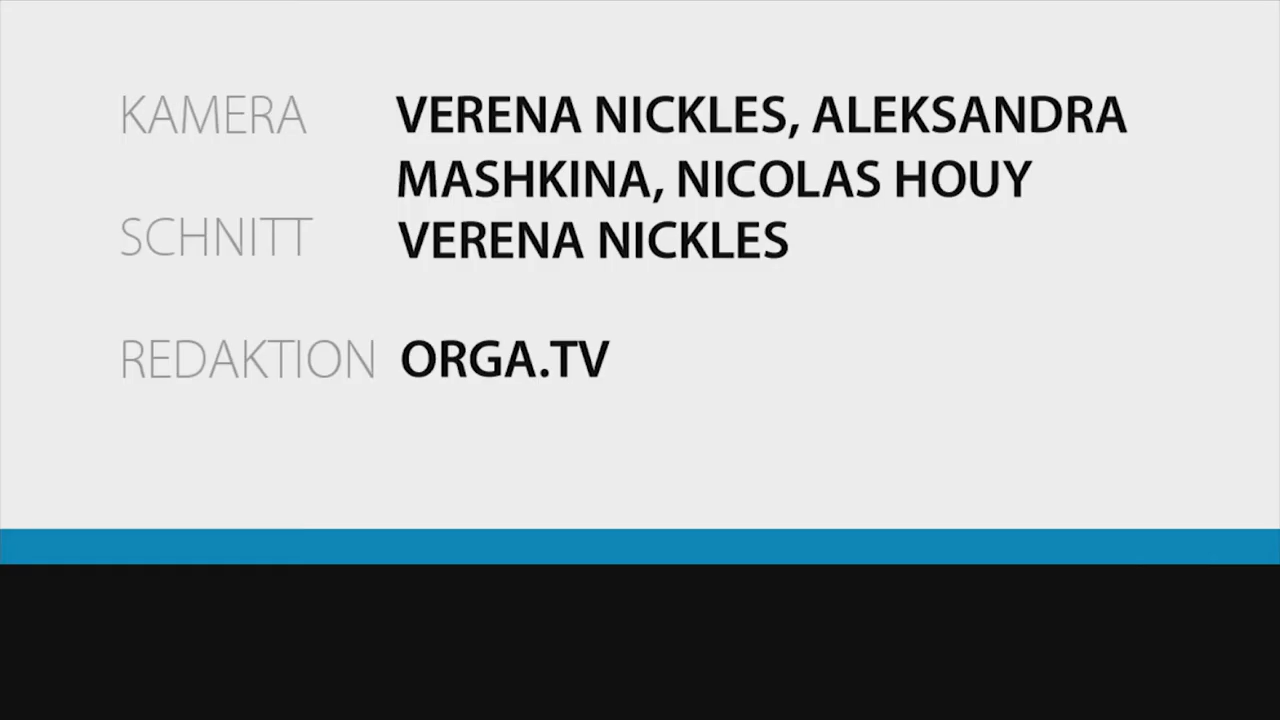 KAMERA VERENA NICKLES, ALEKSANDRA
MASHKINA, NICOLAS HOUY
SCHNITT VERENA NICKLES
REDAKTION ORGA.TV